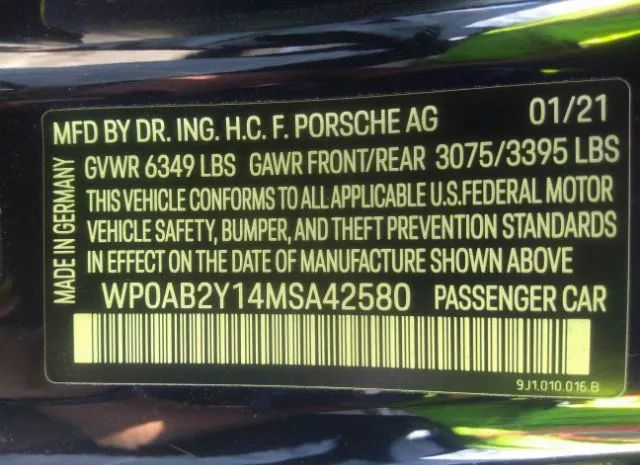 MFD BY DR. ING. H.C. F. PORSCHE AG 01/21
GVWR 6349 LBS GAWR FRONT/REAR 3075/3395 LBS
THIS VEHICLE CONFORMS TO ALL APPLICABLE U.S.FEDERAL MOTOR
VEHICLE SAFETY, BUMPER, AND THEFT PREVENTION STANDARDS
IN EFFECT ON THE DATE OF MANUFACTURE SHOWN ABOVE
WP0AB2Y14MSA42580 PASSENGER CAR
9J1.010.016.B
MADE IN GERMANY